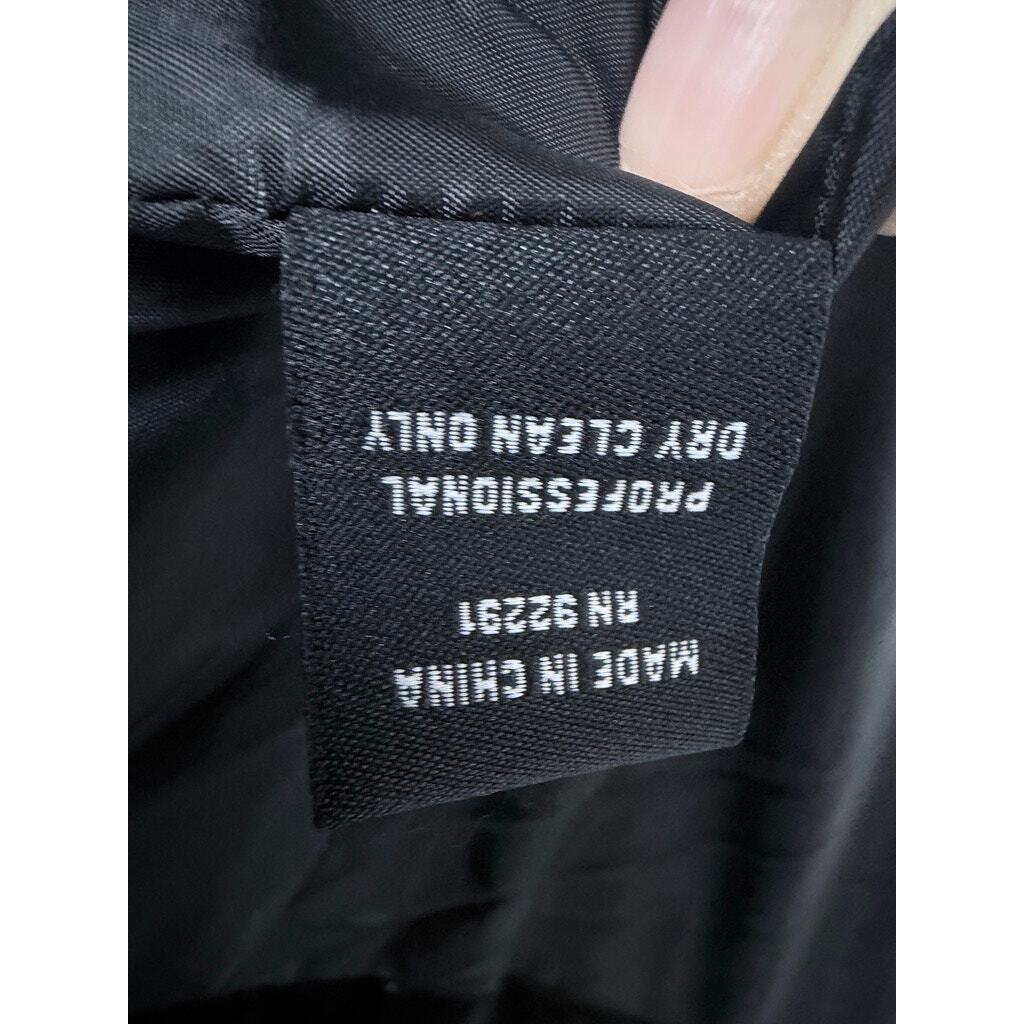 MADE IN CHINA
RN 92291
PROFESSIONAL
DRY CLEAN ONLY